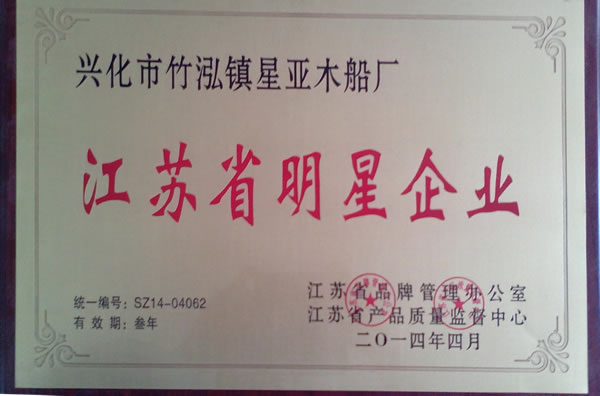 兴化市竹泓镇星亚木船厂
江苏省明星企业
统一编号: SZ14-04062
有 效 期: 叁年
江苏省品牌管理办公室
江苏省产品质量监督中心
二〇一四年四月